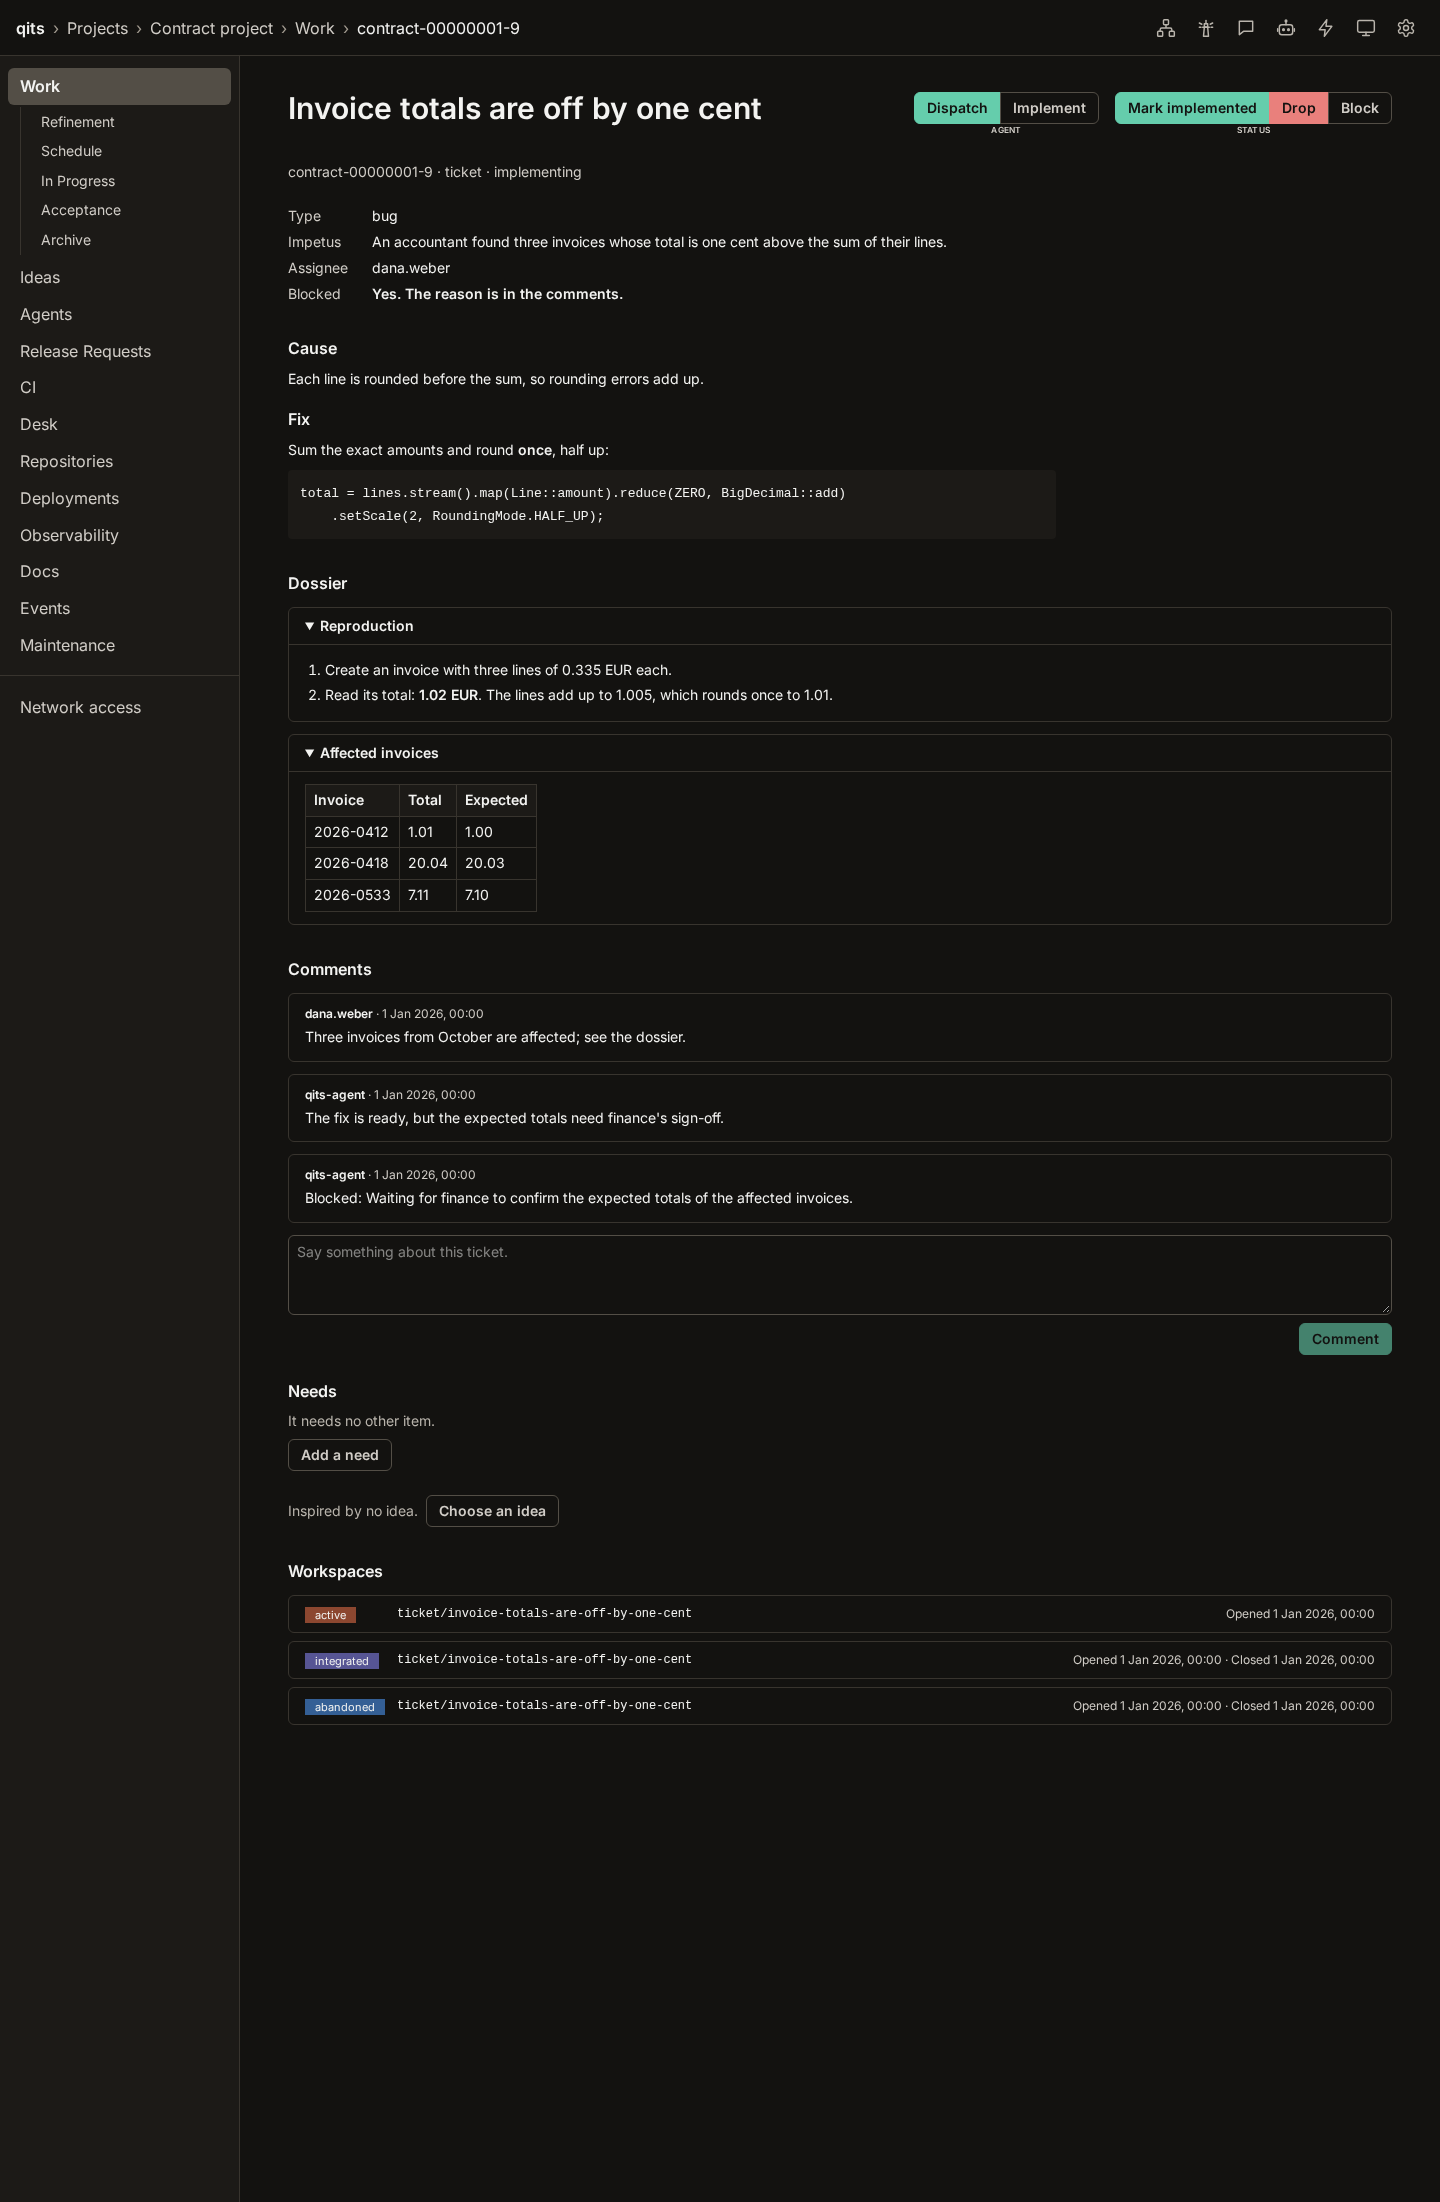 qits › Projects › Contract project › Work › contract-00000001-9
Work
Refinement
Schedule
In Progress
Acceptance
Archive
Ideas
Agents
Release Requests
CI
Desk
Repositories
Deployments
Observability
Docs
Events
Maintenance
Network access
Invoice totals are off by one cent
Dispatch Implement
AGENT
Mark implemented Drop Block
STATUS
contract-00000001-9 · ticket · implementing
Type bug
Impetus An accountant found three invoices whose total is one cent above the sum of their lines.
Assignee dana.weber
Blocked Yes. The reason is in the comments.
Cause
Each line is rounded before the sum, so rounding errors add up.
Fix
Sum the exact amounts and round once, half up:
total = lines.stream().map(Line::amount).reduce(ZERO, BigDecimal::add)
    .setScale(2, RoundingMode.HALF_UP);
Dossier
▼ Reproduction
1. Create an invoice with three lines of 0.335 EUR each.
2. Read its total: 1.02 EUR. The lines add up to 1.005, which rounds once to 1.01.
▼ Affected invoices
Invoice Total Expected
2026-0412 1.01 1.00
2026-0418 20.04 20.03
2026-0533 7.11 7.10
Comments
dana.weber · 1 Jan 2026, 00:00
Three invoices from October are affected; see the dossier.
qits-agent · 1 Jan 2026, 00:00
The fix is ready, but the expected totals need finance's sign-off.
qits-agent · 1 Jan 2026, 00:00
Blocked: Waiting for finance to confirm the expected totals of the affected invoices.
Say something about this ticket.
Comment
Needs
It needs no other item.
Add a need
Inspired by no idea. Choose an idea
Workspaces
active ticket/invoice-totals-are-off-by-one-cent Opened 1 Jan 2026, 00:00
integrated ticket/invoice-totals-are-off-by-one-cent Opened 1 Jan 2026, 00:00 · Closed 1 Jan 2026, 00:00
abandoned ticket/invoice-totals-are-off-by-one-cent Opened 1 Jan 2026, 00:00 · Closed 1 Jan 2026, 00:00